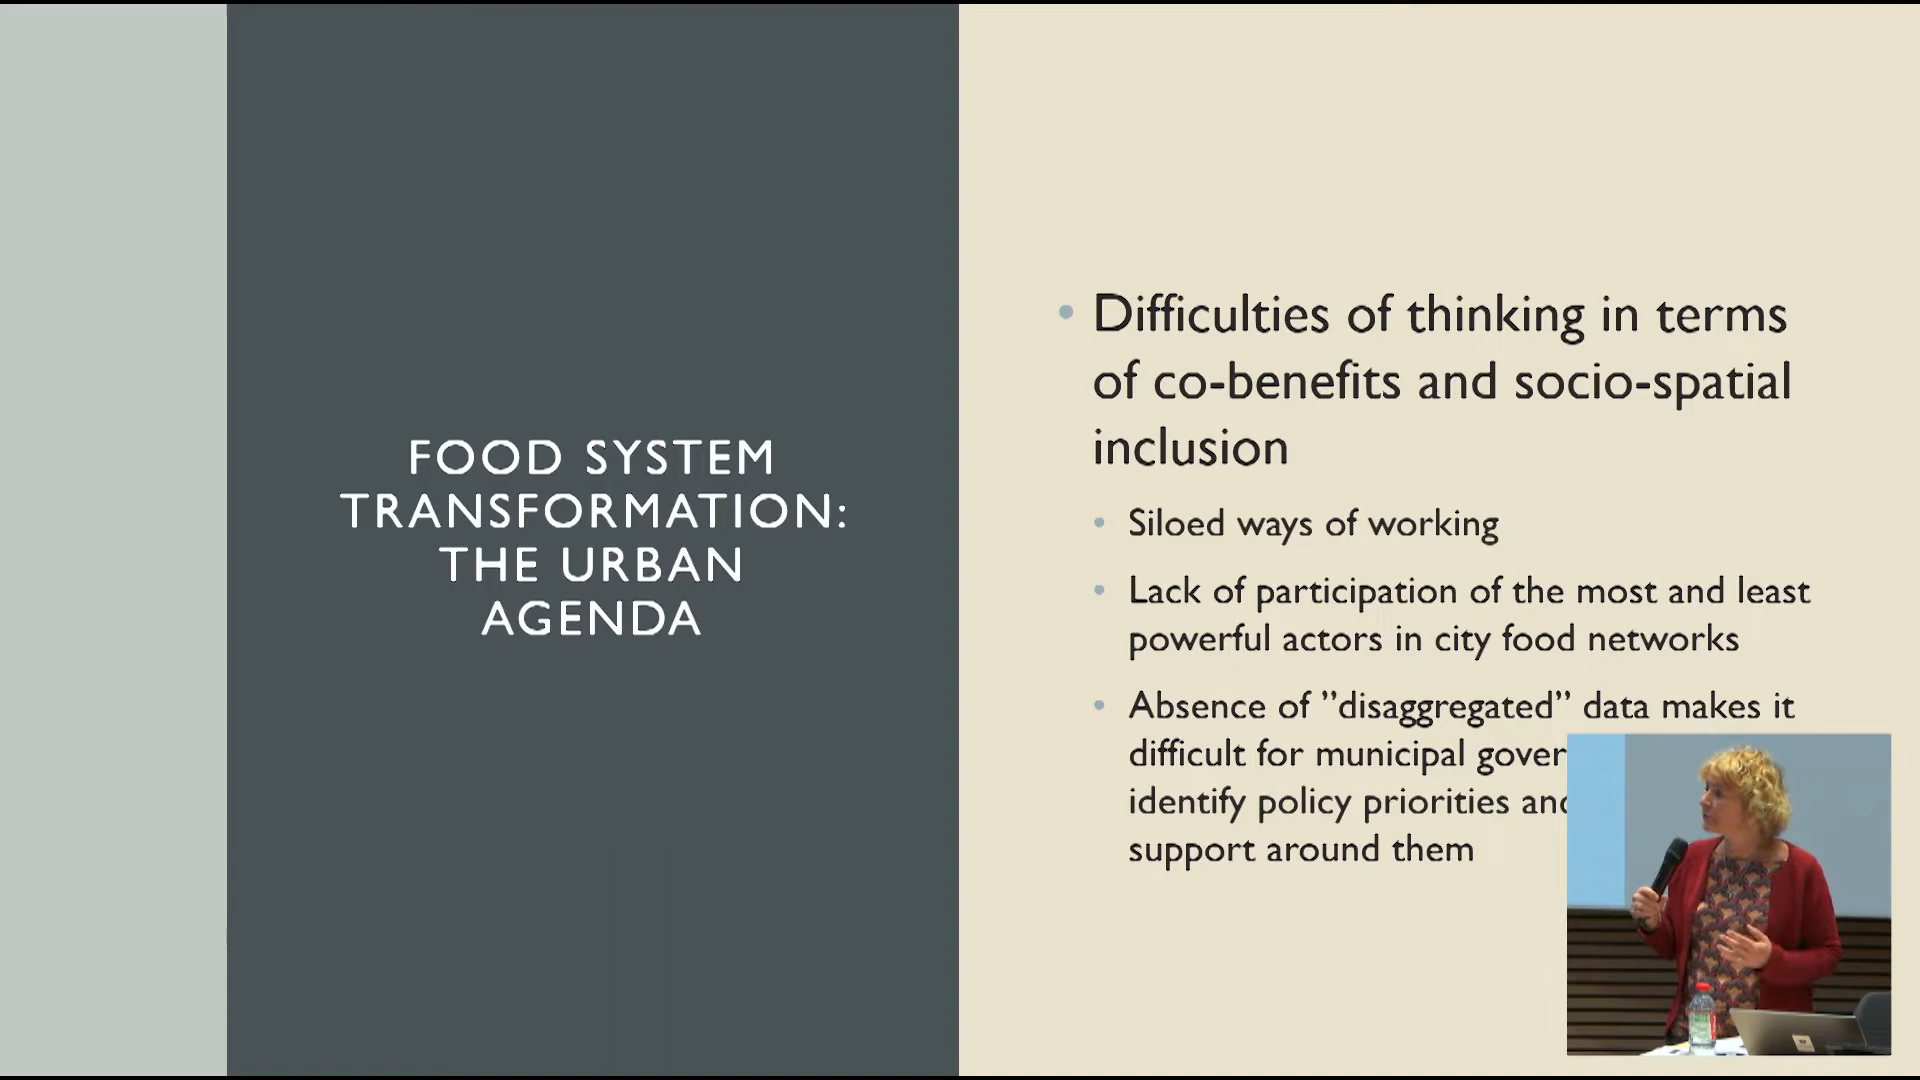 FOOD SYSTEM
TRANSFORMATION:
THE URBAN
AGENDA
• Difficulties of thinking in terms
of co-benefits and socio-spatial
inclusion
• Siloed ways of working
• Lack of participation of the most and least
powerful actors in city food networks
• Absence of ”disaggregated” data makes it
difficult for municipal
identify policy priorities
support around them